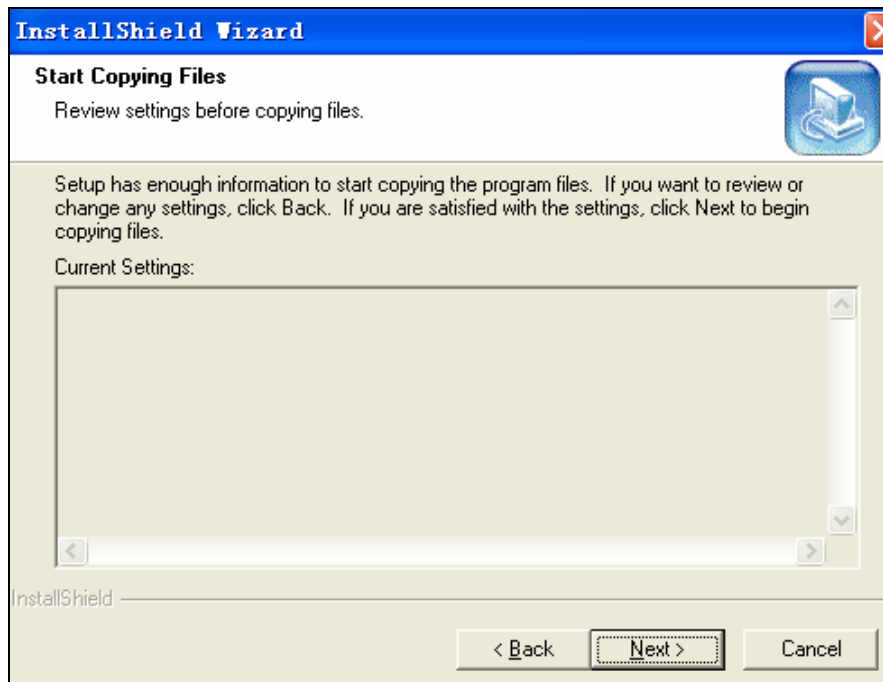 InstallShield Wizard
Start Copying Files
Review settings before copying files.
Setup has enough information to start copying the program files. If you want to review or
change any settings, click Back. If you are satisfied with the settings, click Next to begin
copying files.
Current Settings:
InstallShield
< Back
Next >
Cancel